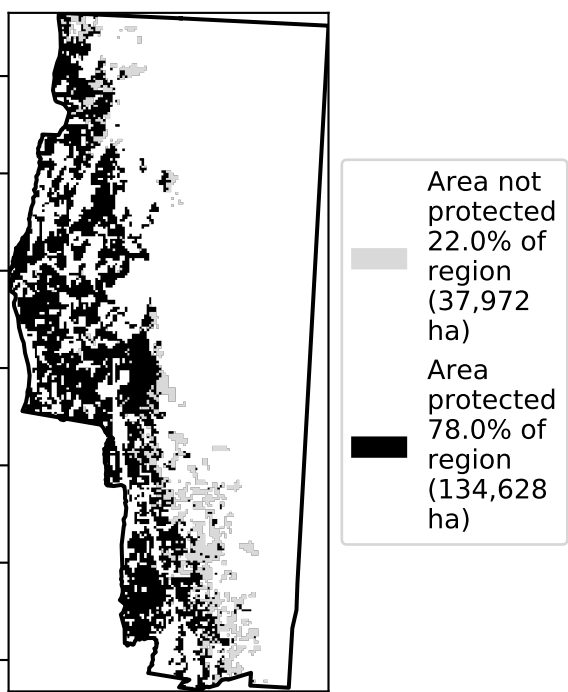 Area not
protected
22.0% of
region
(37,972
ha)
Area
protected
78.0% of
region
(134,628
ha)